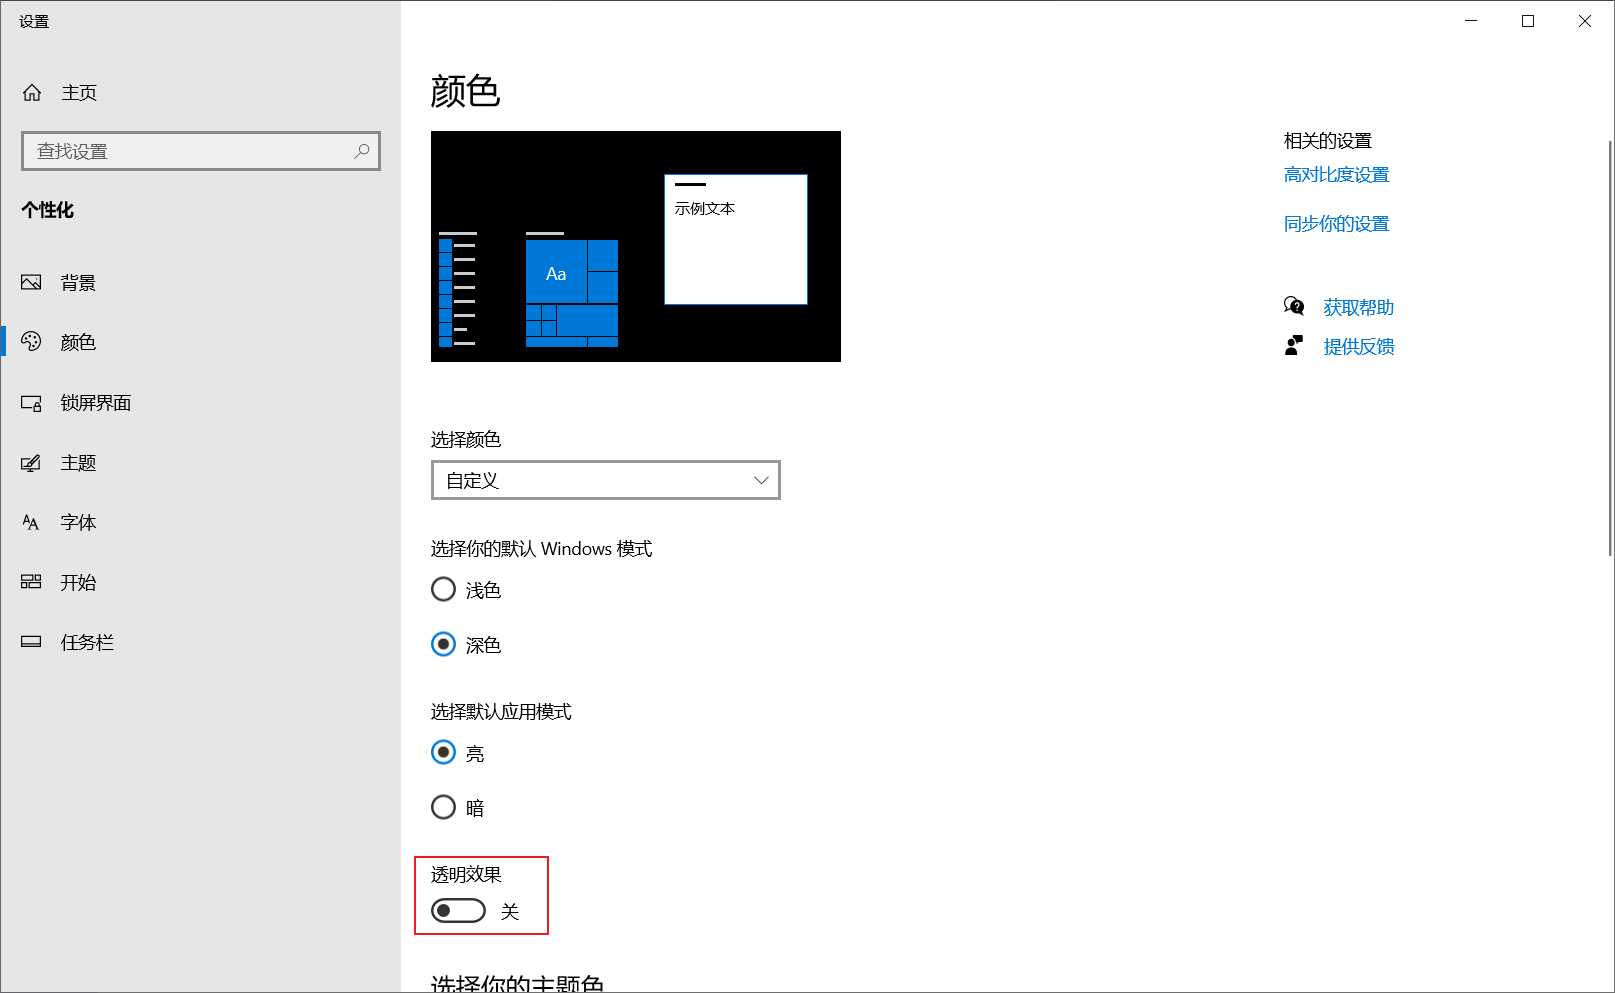 设置
主页
查找设置
个性化
背景
颜色
锁屏界面
主题
字体
开始
任务栏
颜色
示例文本
Aa
选择颜色
自定义
选择你的默认 Windows 模式
浅色
深色
选择默认应用模式
亮
暗
透明效果
关
选择你的主题色
相关的设置
高对比度设置
同步你的设置
获取帮助
提供反馈